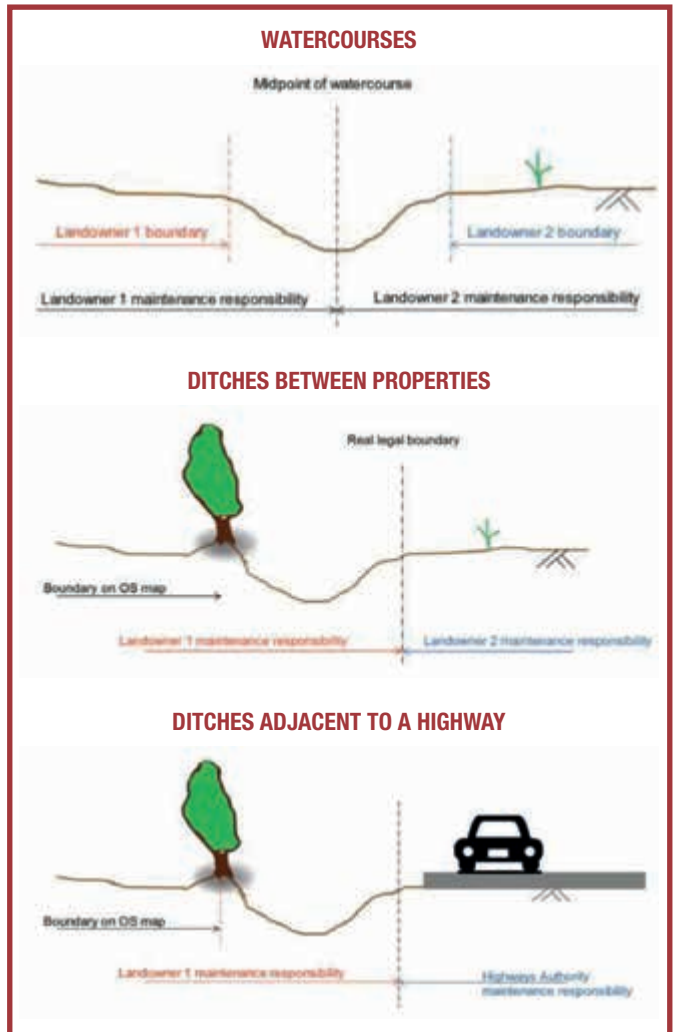 WATERCOURSES
Midpoint of watercourse
Landowner 1 boundary
Landowner 2 boundary
Landowner 1 maintenance responsibility
Landowner 2 maintenance responsibility
DITCHES BETWEEN PROPERTIES
Real legal boundary
Boundary on OS map
Landowner 1 maintenance responsibility
Landowner 2 maintenance responsibility
DITCHES ADJACENT TO A HIGHWAY
Boundary on OS map
Landowner 1 maintenance responsibility
Highways Authority
maintenance responsibility